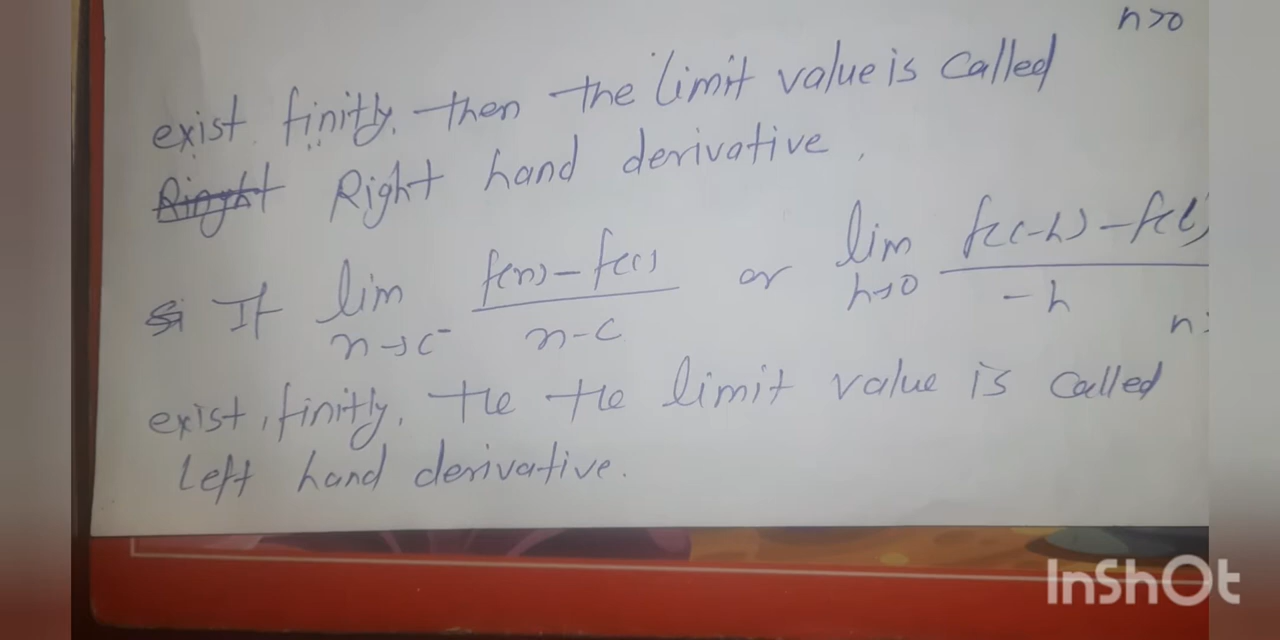 n>0
exist finitly, then the limit value is called
Right hand derivative,
If lim n→c⁻ f(n)-f(c) / n-c or lim h→0 f(c-h)-f(c) / -h
n>
exist, finitly, the the limit value is called
Left hand derivative.
InShOt